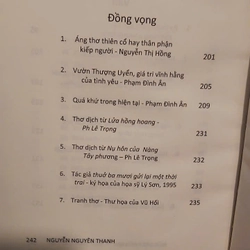 Đồng vọng
1. Áng thơ thiên cổ hay thân phận
kiếp người - Nguyễn Thị Hồng 201
2. Vườn Thượng Uyển, giá trị vĩnh hằng
của tình yêu - Phạm Đình Ân 205
3. Quá khứ trong hiện tại - Phạm Đình Ân 209
4. Thơ dịch từ Lửa hồng hoang -
Ph Lê Trọng 231
5. Thơ dịch từ Nụ hôn của Nàng
Tây phương – Ph Lê Trọng 232
6. Tác giả thuở ba mươi gửi lại một thời
trai - ký họa của họa sỹ Lý Sơn, 1995 233
7. Tranh thơ - Thư họa của Vũ Hối 235
242 NGUYỄN NGUYÊN THANH